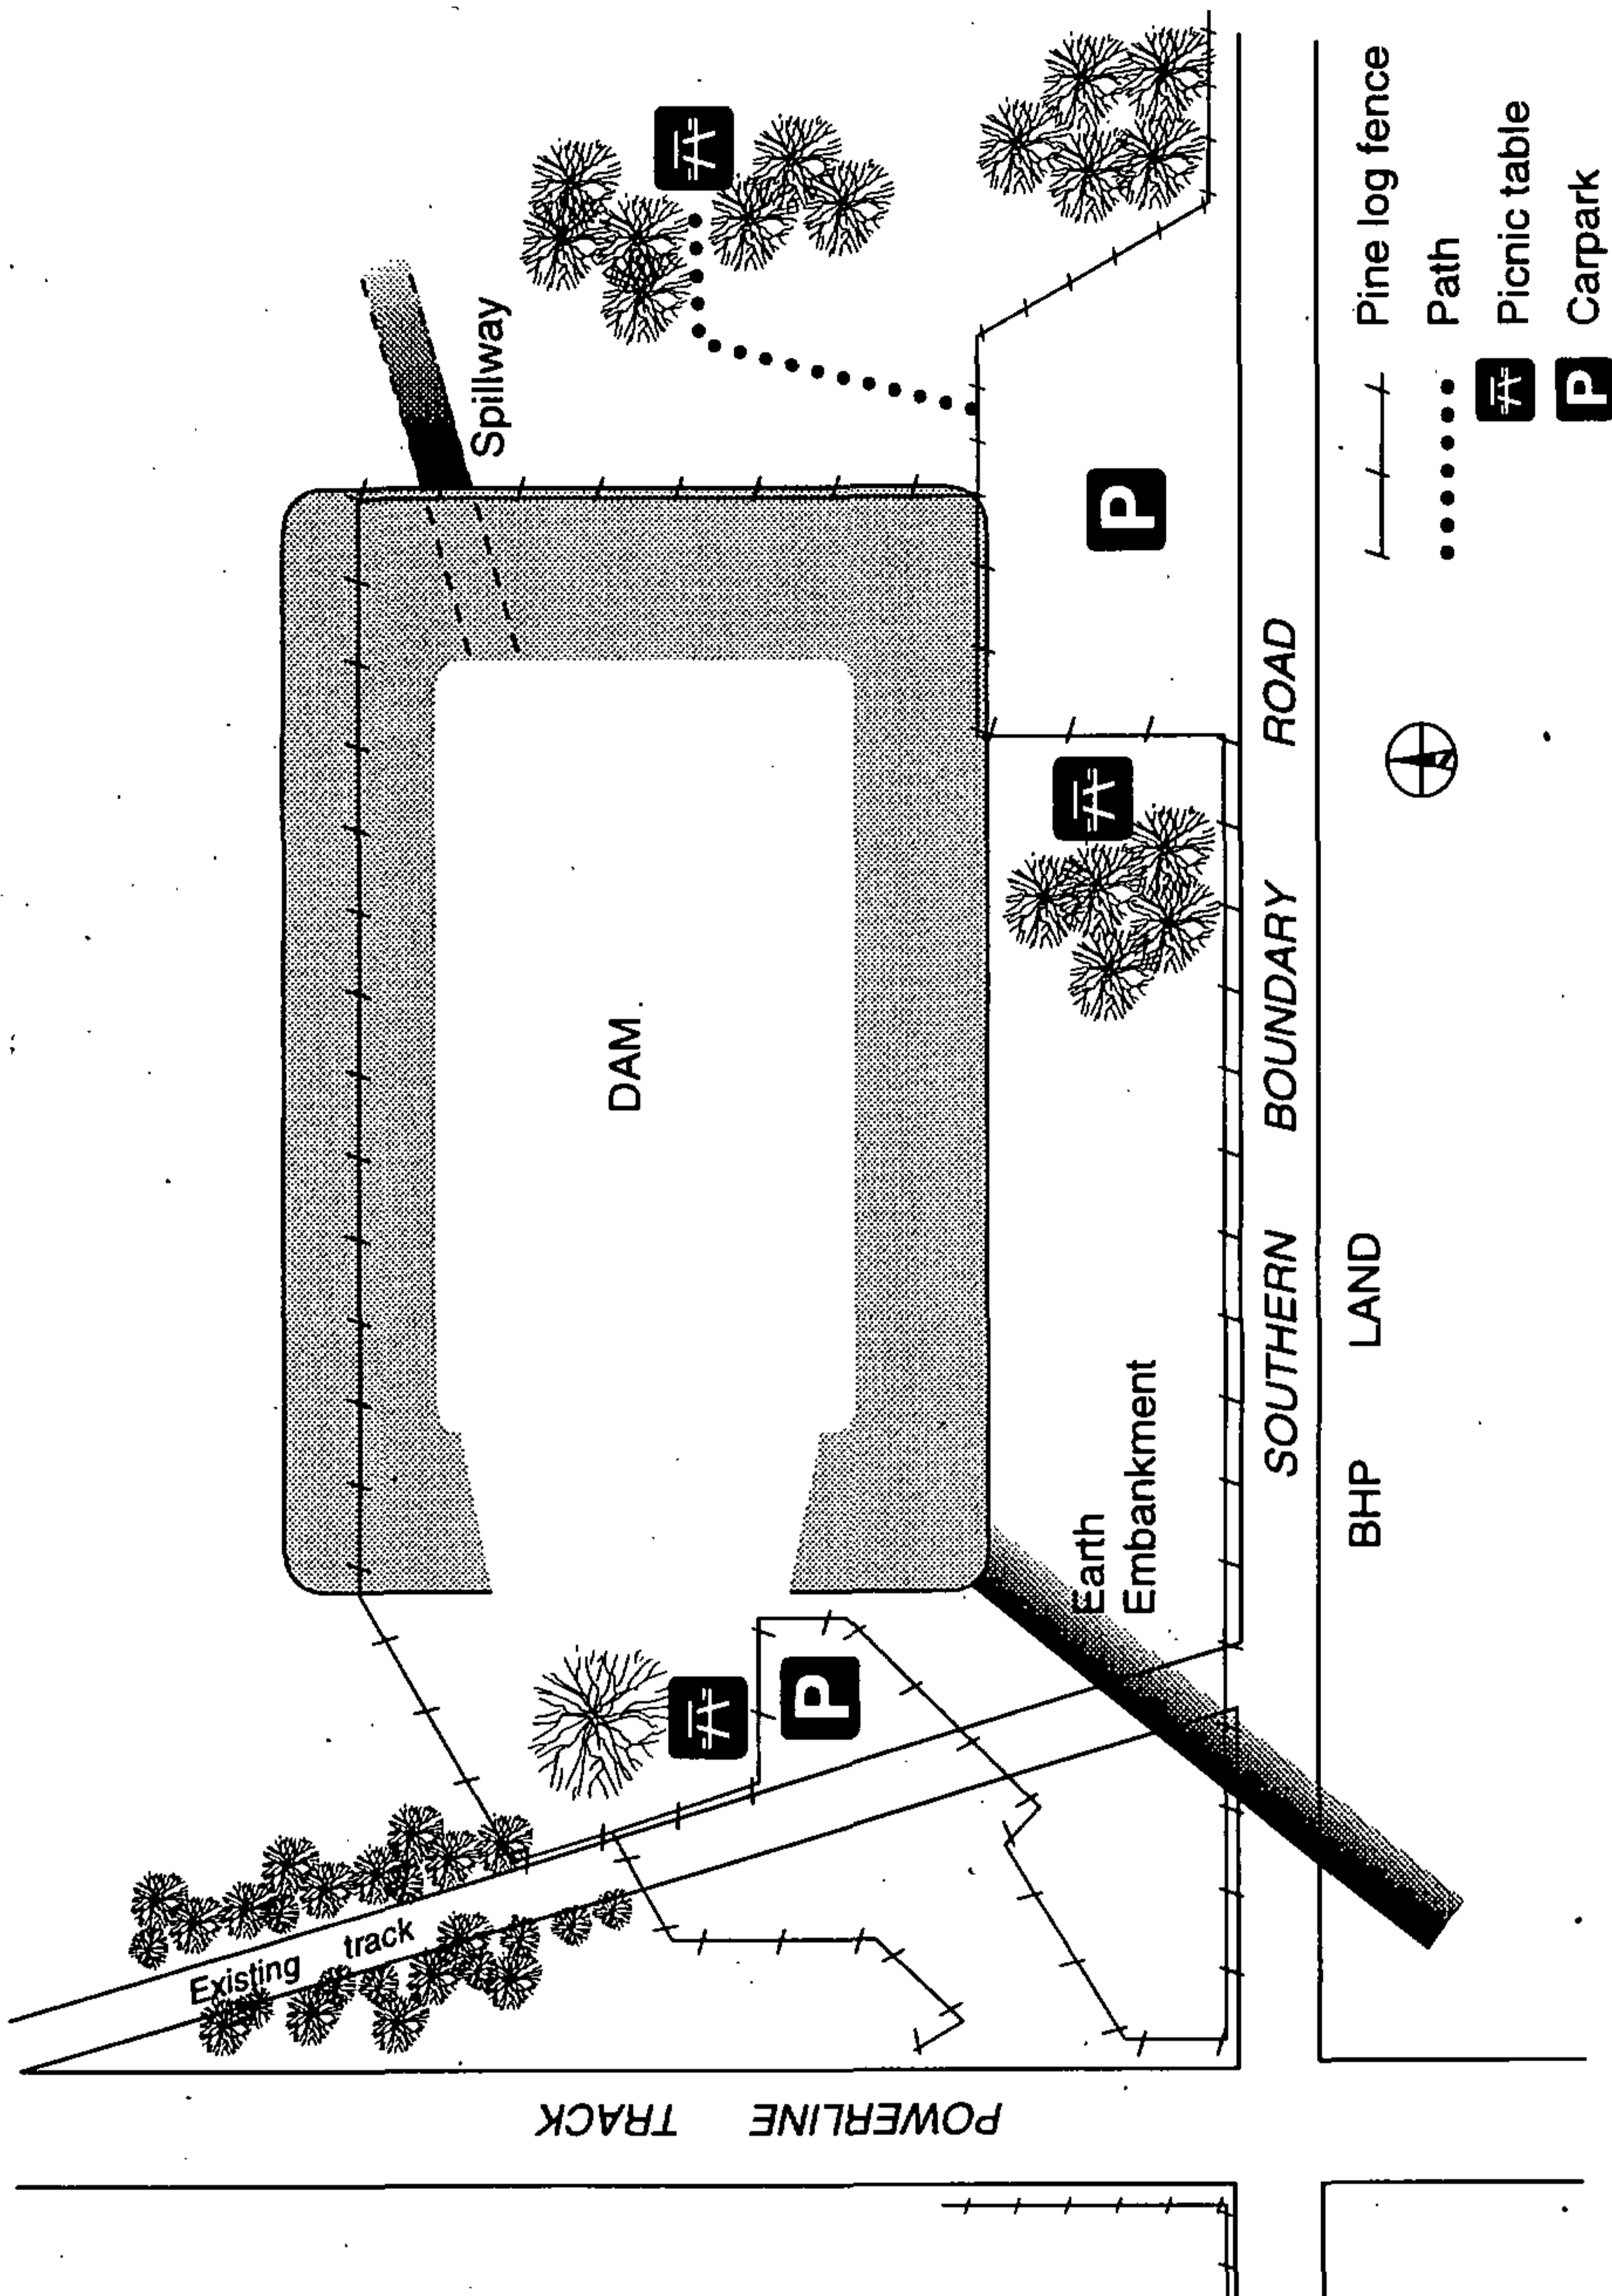 Existing track
POWERLINE TRACK
DAM
Spillway
P
P
Earth
Embankment
SOUTHERN BOUNDARY ROAD
BHP LAND
N
Pine log fence
Path
Picnic table
P Carpark